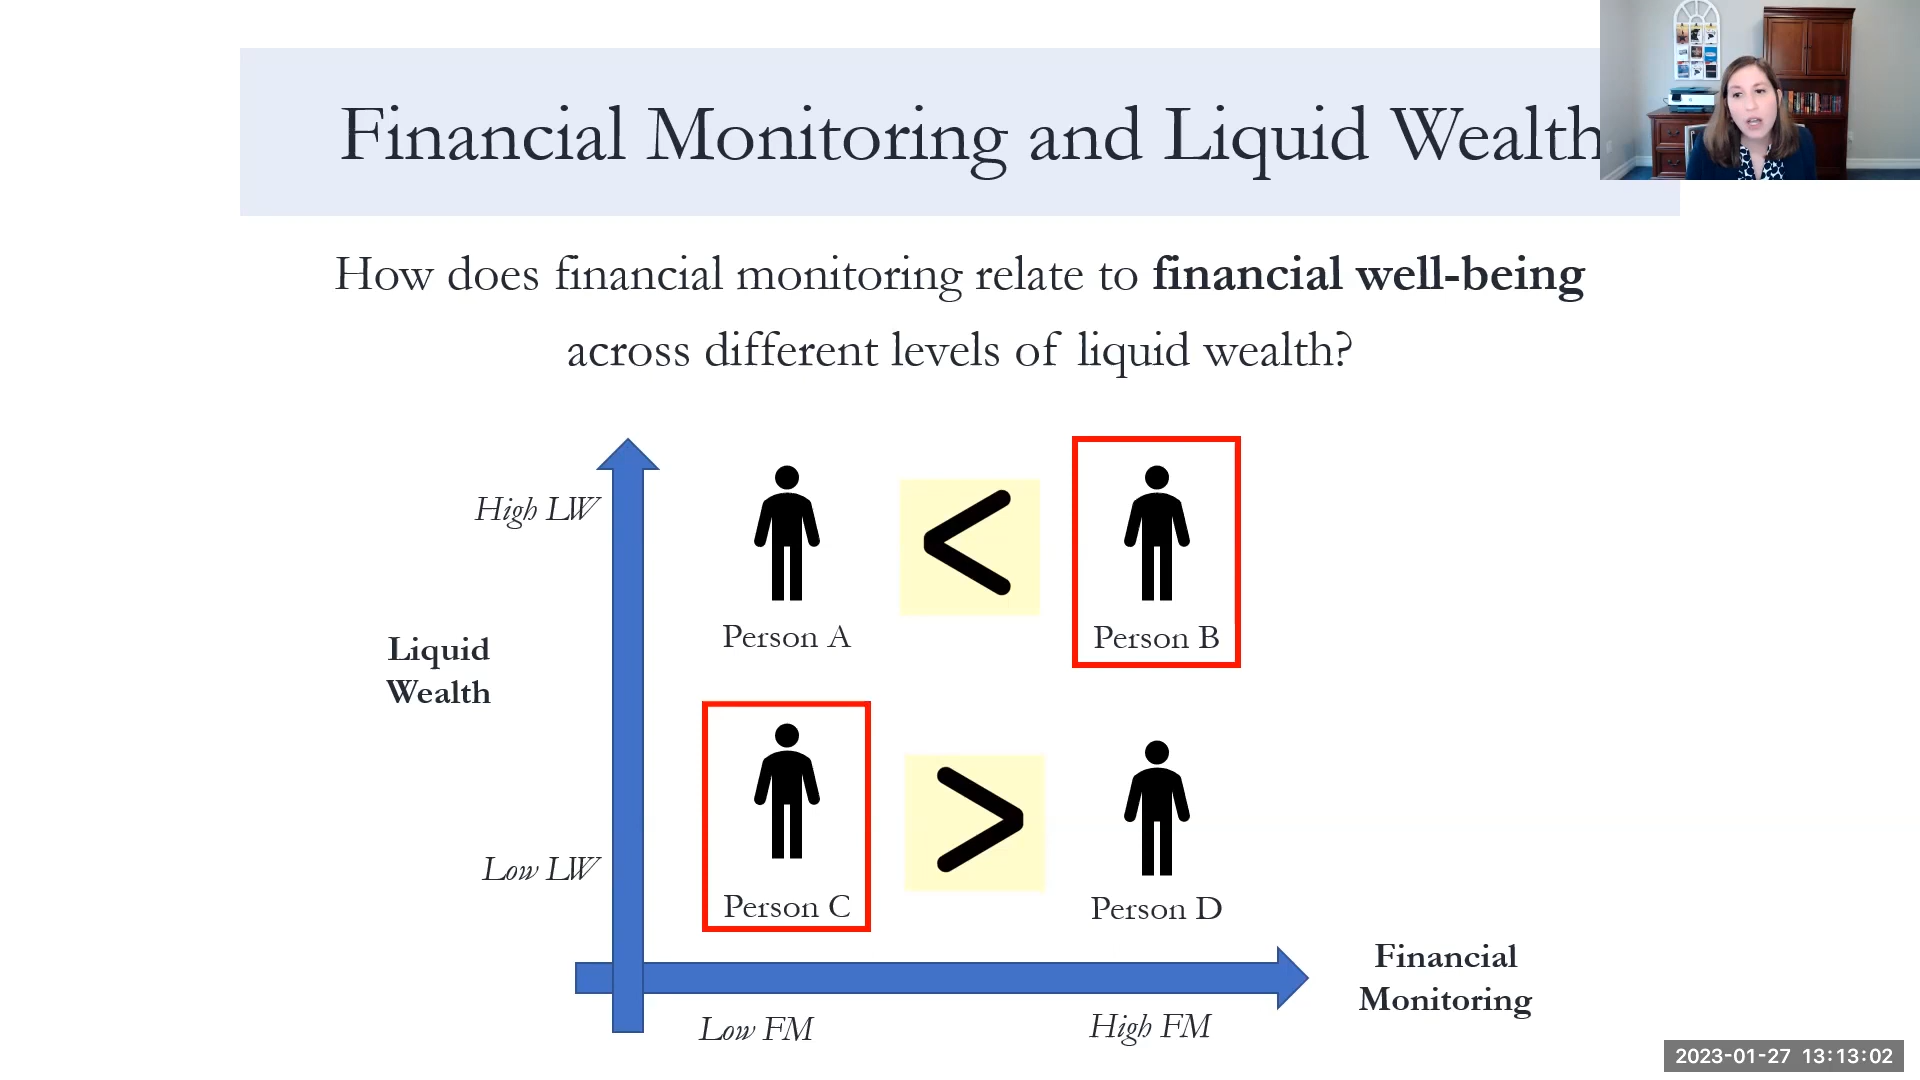 Financial Monitoring and Liquid Wealth
How does financial monitoring relate to financial well-being
across different levels of liquid wealth?
High LW
<
Person A
Person B
Liquid
Wealth
>
Low LW
Person C
Person D
Financial
Monitoring
Low FM
High FM
2023-01-27 13:13:02